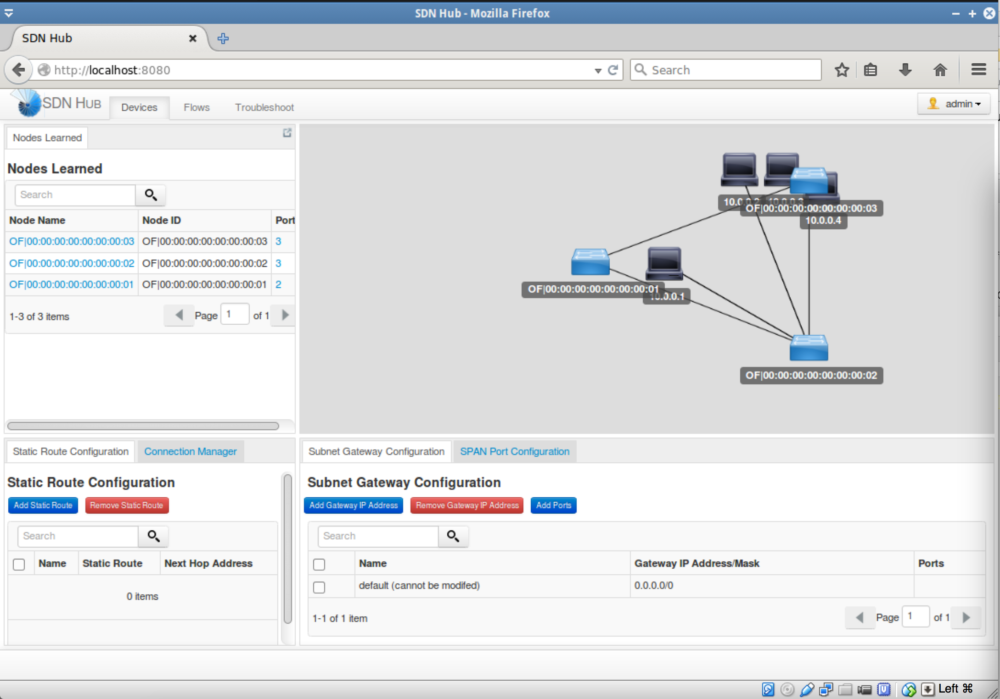 SDN Hub - Mozilla Firefox
SDN Hub
http://localhost:8080
Search
SDN HUB
Devices
Flows
Troubleshoot
admin
Nodes Learned
Nodes Learned
Search
Node Name Node ID Port
OF|00:00:00:00:00:00:00:03 OF|00:00:00:00:00:00:00:03 3
OF|00:00:00:00:00:00:00:02 OF|00:00:00:00:00:00:00:02 3
OF|00:00:00:00:00:00:00:01 OF|00:00:00:00:00:00:00:01 2
1-3 of 3 items
Page 1 of 1
10.0.0.2
10.0.0.3
OF|00:00:00:00:00:00:00:03
10.0.0.4
OF|00:00:00:00:00:00:00:01
10.0.0.1
OF|00:00:00:00:00:00:00:02
Static Route Configuration
Connection Manager
Static Route Configuration
Add Static Route
Remove Static Route
Search
Name Static Route Next Hop Address
0 items
Subnet Gateway Configuration
SPAN Port Configuration
Subnet Gateway Configuration
Add Gateway IP Address
Remove Gateway IP Address
Add Ports
Search
Name Gateway IP Address/Mask Ports
default (cannot be modifed) 0.0.0.0/0
1-1 of 1 item
Page 1 of 1
Left ⌘